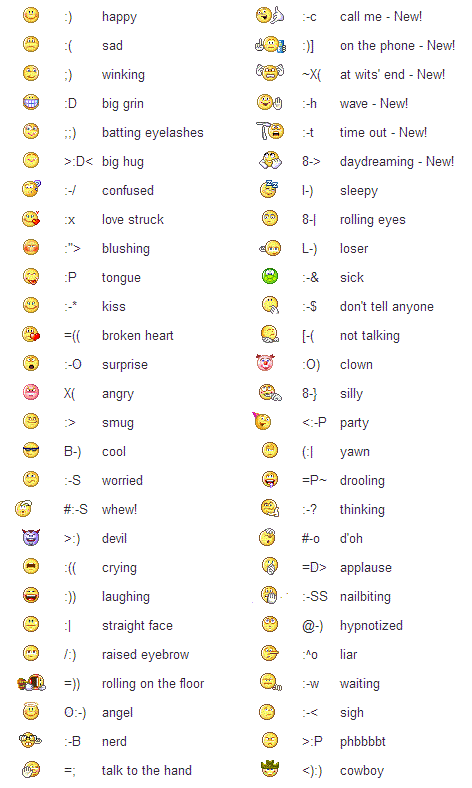 :) happy
:( sad
;) winking
:D big grin
;;) batting eyelashes
>:D< big hug
:-/ confused
:x love struck
:"> blushing
:P tongue
:-* kiss
=(( broken heart
:-O surprise
X( angry
:> smug
B-) cool
:-S worried
#:-S whew!
>:) devil
:(( crying
:)) laughing
:| straight face
/:) raised eyebrow
=)) rolling on the floor
O:-) angel
:-B nerd
=; talk to the hand
:-c call me - New!
:)] on the phone - New!
~X( at wits' end - New!
:-h wave - New!
:-t time out - New!
8-> daydreaming - New!
I-) sleepy
8-| rolling eyes
L-) loser
:-& sick
:-$ don't tell anyone
[-( not talking
:O) clown
8-} silly
<:-P party
(:| yawn
=P~ drooling
:-? thinking
#-o d'oh
=D> applause
:-SS nailbiting
@-) hypnotized
:^o liar
:-w waiting
:-< sigh
>:P phbbbbt
<):) cowboy